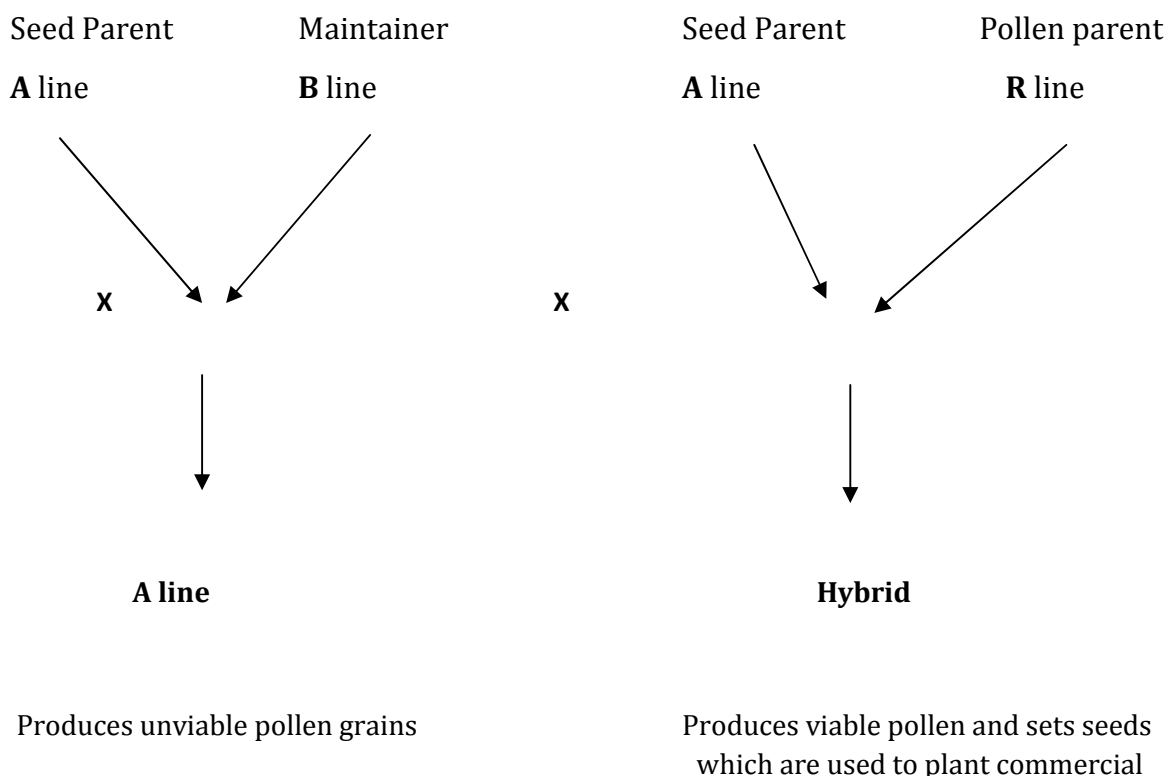 Seed Parent Maintainer Seed Parent Pollen parent
A line B line A line R line
X X
A line Hybrid
Produces unviable pollen grains Produces viable pollen and sets seeds
which are used to plant commercial